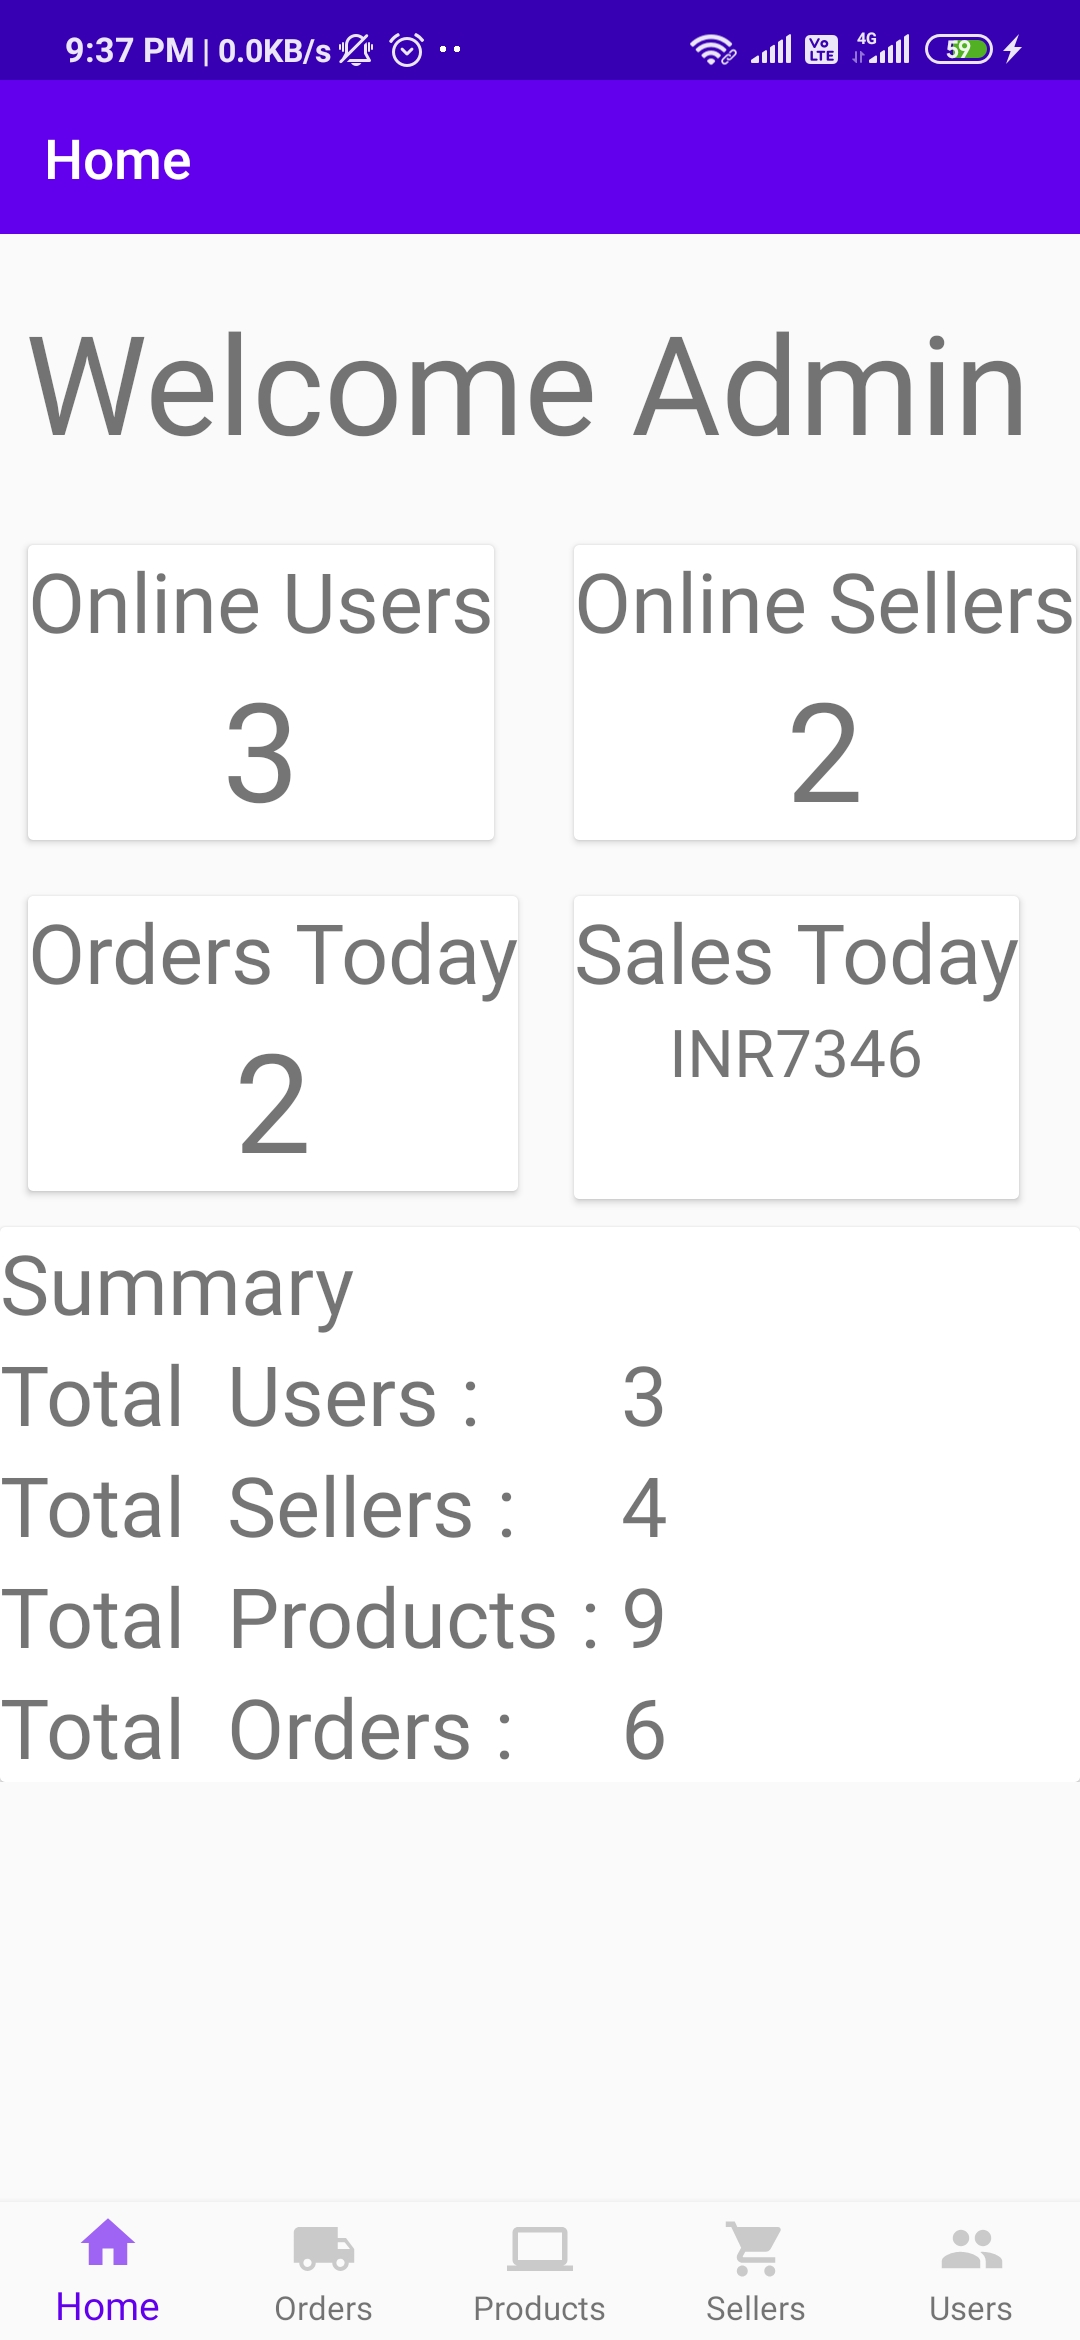 9:37 PM | 0.0KB/s Vo LTE 4G 59
Home
Welcome Admin
Online Users
3
Online Sellers
2
Orders Today
2
Sales Today
INR7346
Summary
Total Users : 3
Total Sellers : 4
Total Products : 9
Total Orders : 6
Home Orders Products Sellers Users